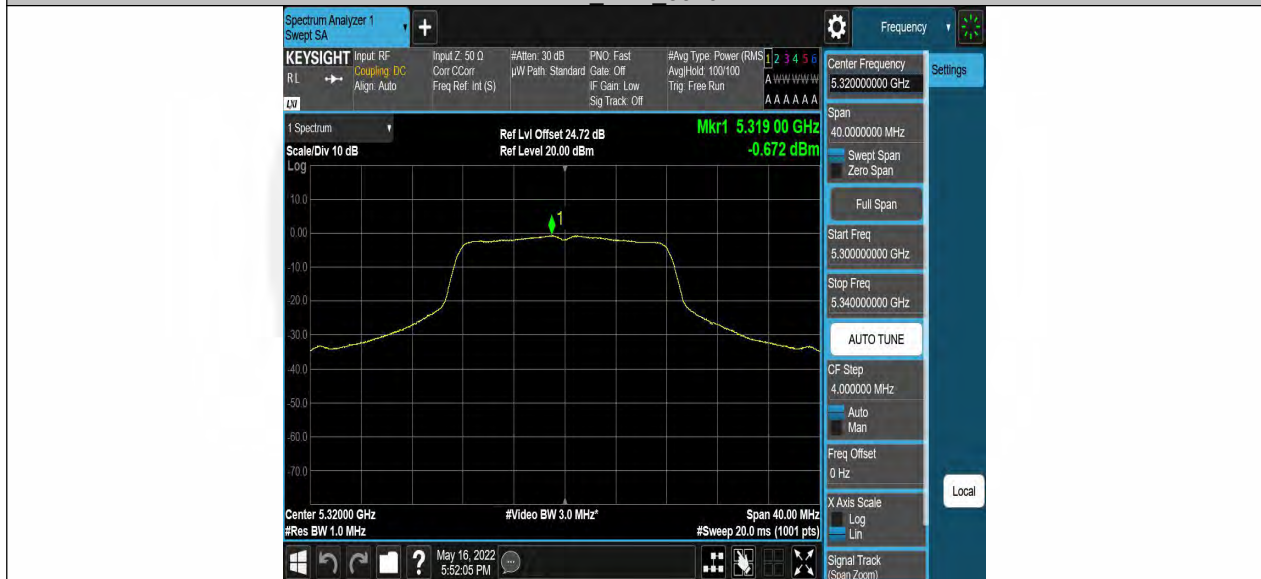 Spectrum Analyzer 1
Swept SA
+
Frequency
KEYSIGHT
RL
LXI
Input: RF
Coupling: DC
Align: Auto
Input Z: 50 Ω
Corr CCorr
Freq Ref: Int (S)
#Atten: 30 dB
µW Path: Standard
PNO: Fast
Gate: Off
IF Gain: Low
Sig Track: Off
#Avg Type: Power (RMS
Avg|Hold: 100/100
Trig: Free Run
1 2 3 4 5 6
A W W W W W
A A A A A A
1 Spectrum
Scale/Div 10 dB
Ref Lvl Offset 24.72 dB
Ref Level 20.00 dBm
Mkr1 5.319 00 GHz
-0.672 dBm
Log
10.0
0.00
-10.0
-20.0
-30.0
-40.0
-50.0
-60.0
-70.0
1
Center 5.32000 GHz
#Res BW 1.0 MHz
#Video BW 3.0 MHz*
Span 40.00 MHz
#Sweep 20.0 ms (1001 pts)
May 16, 2022
5:52:05 PM
?
Center Frequency
5.320000000 GHz
Span
40.0000000 MHz
Swept Span
Zero Span
Full Span
Start Freq
5.300000000 GHz
Stop Freq
5.340000000 GHz
AUTO TUNE
CF Step
4.000000 MHz
Auto
Man
Freq Offset
0 Hz
X Axis Scale
Log
Lin
Signal Track
(Span Zoom)
Settings
Local